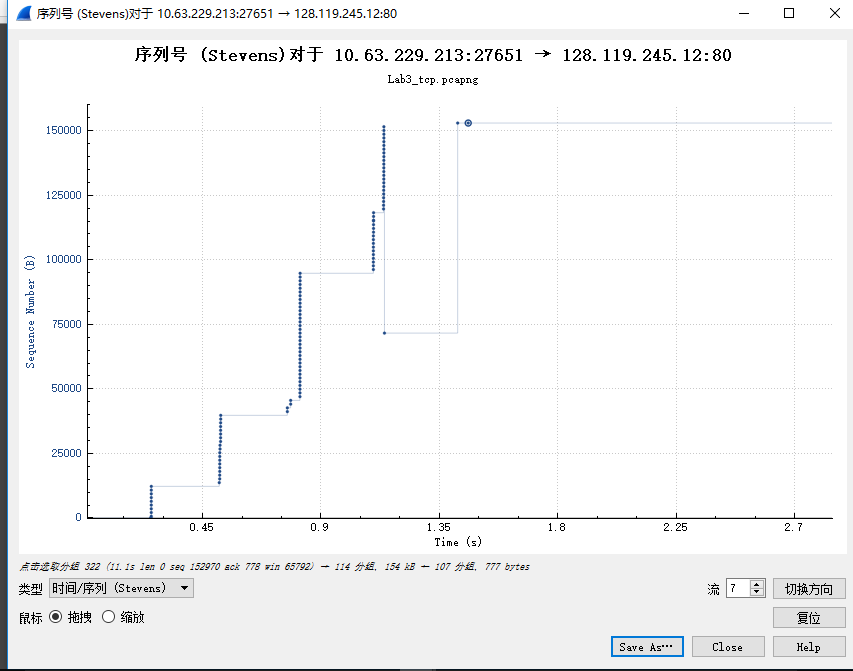 序列号 (Stevens)对于 10.63.229.213:27651 → 128.119.245.12:80
序列号 (Stevens)对于 10.63.229.213:27651 → 128.119.245.12:80
Lab3_tcp.pcapng
150000
125000
100000
75000
50000
25000
0
Sequence Number (B)
0.45 0.9 1.35 1.8 2.25 2.7
Time (s)
点击选取分组 322 (11.1s len 0 seq 152970 ack 778 win 65792) → 114 分组, 154 kB ← 107 分组, 777 bytes
类型 时间/序列 (Stevens) 流 7 切换方向
鼠标 拖拽 缩放 复位
Save As… Close Help